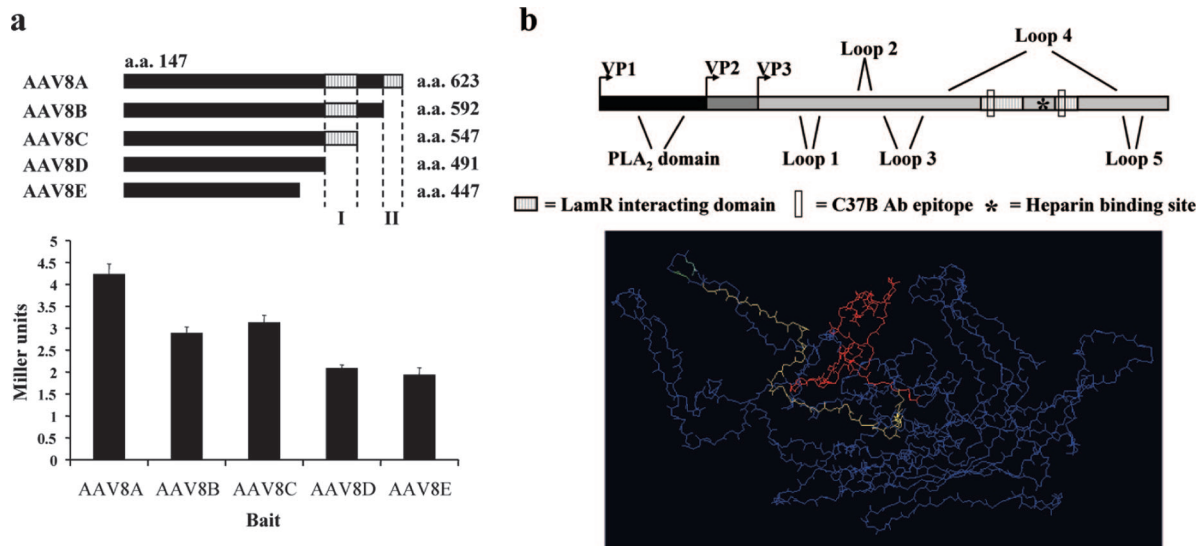 a
a.a. 147
AAV8A a.a. 623
AAV8B a.a. 592
AAV8C a.a. 547
AAV8D a.a. 491
AAV8E a.a. 447
I II
5
4.5
4
3.5
3
2.5
2
1.5
1
0.5
0
Miller units
AAV8A AAV8B AAV8C AAV8D AAV8E
Bait
b
Loop 2 Loop 4
VP1 VP2 VP3
*
PLA₂ domain Loop 1 Loop 3 Loop 5
= LamR interacting domain = C37B Ab epitope * = Heparin binding site